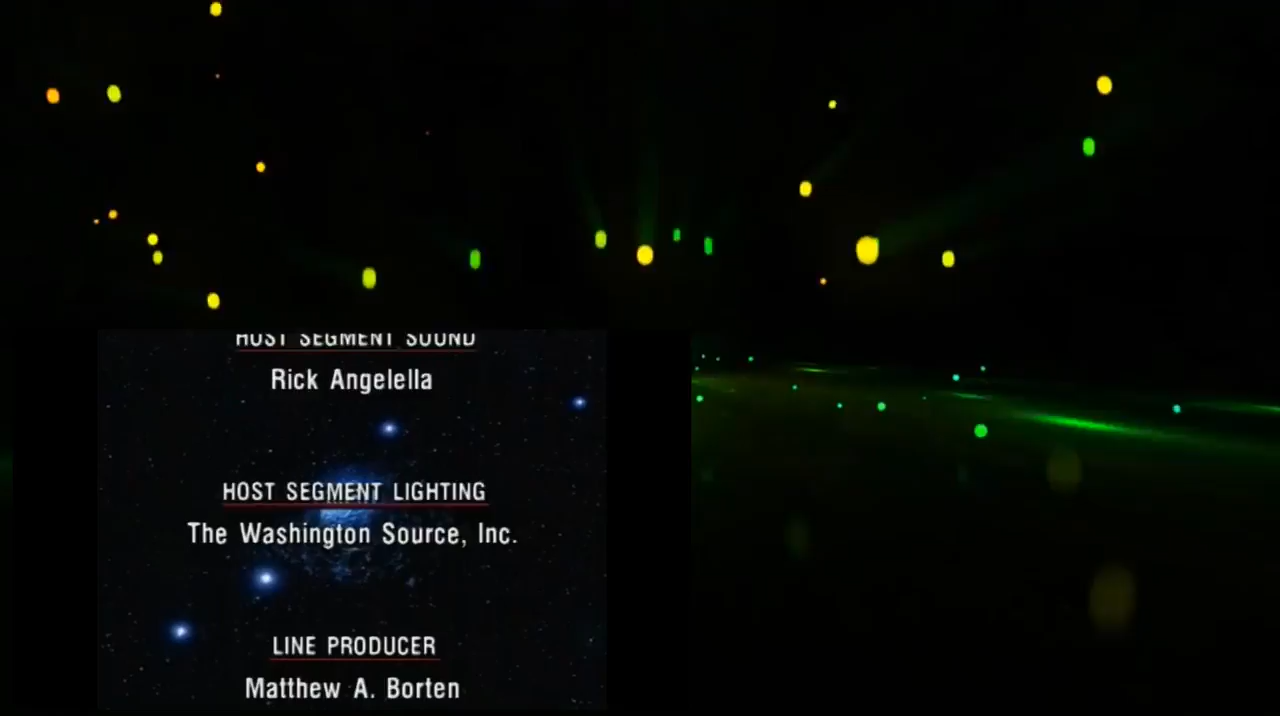 HOST SEGMENT SOUND
Rick Angelella
HOST SEGMENT LIGHTING
The Washington Source, Inc.
LINE PRODUCER
Matthew A. Borten